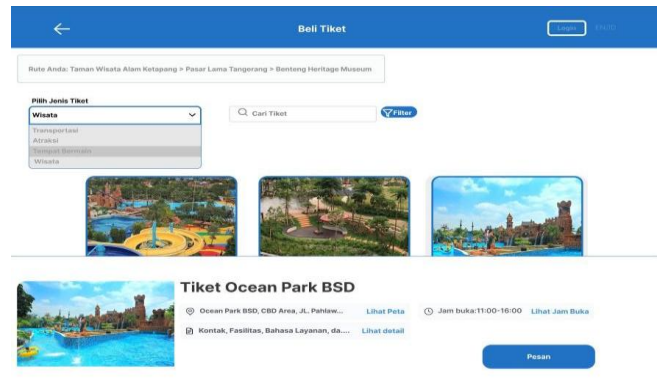 Beli Tiket
Login
EN/ID
Rute Anda: Taman Wisata Alam Ketapang > Pasar Lama Tangerang > Benteng Heritage Museum
Pilih Jenis Tiket
Wisata
Cari Tiket
Filter
Transportasi
Atraksi
Tempat Bermain
Wisata
Tiket Ocean Park BSD
Ocean Park BSD, CBD Area, JL. Pahlaw... Lihat Peta
Jam buka:11:00-16:00 Lihat Jam Buka
Kontak, Fasilitas, Bahasa Layanan, da.... Lihat detail
Pesan